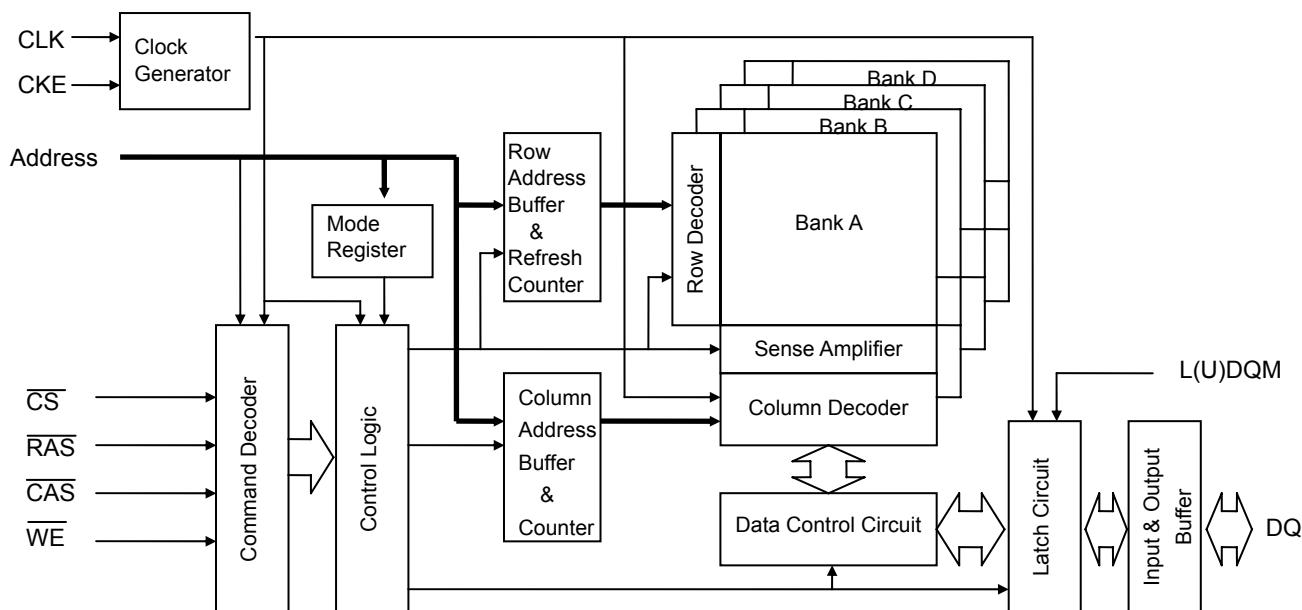 CLK
CKE
Clock
Generator
Address
Mode
Register
Row
Address
Buffer
&
Refresh
Counter
Bank D
Bank C
Bank B
Bank A
Row Decoder
Sense Amplifier
Column Decoder
CS
RAS
CAS
WE
Command Decoder
Control Logic
Column
Address
Buffer
&
Counter
Data Control Circuit
L(U)DQM
Latch Circuit
Input & Output
Buffer
DQ